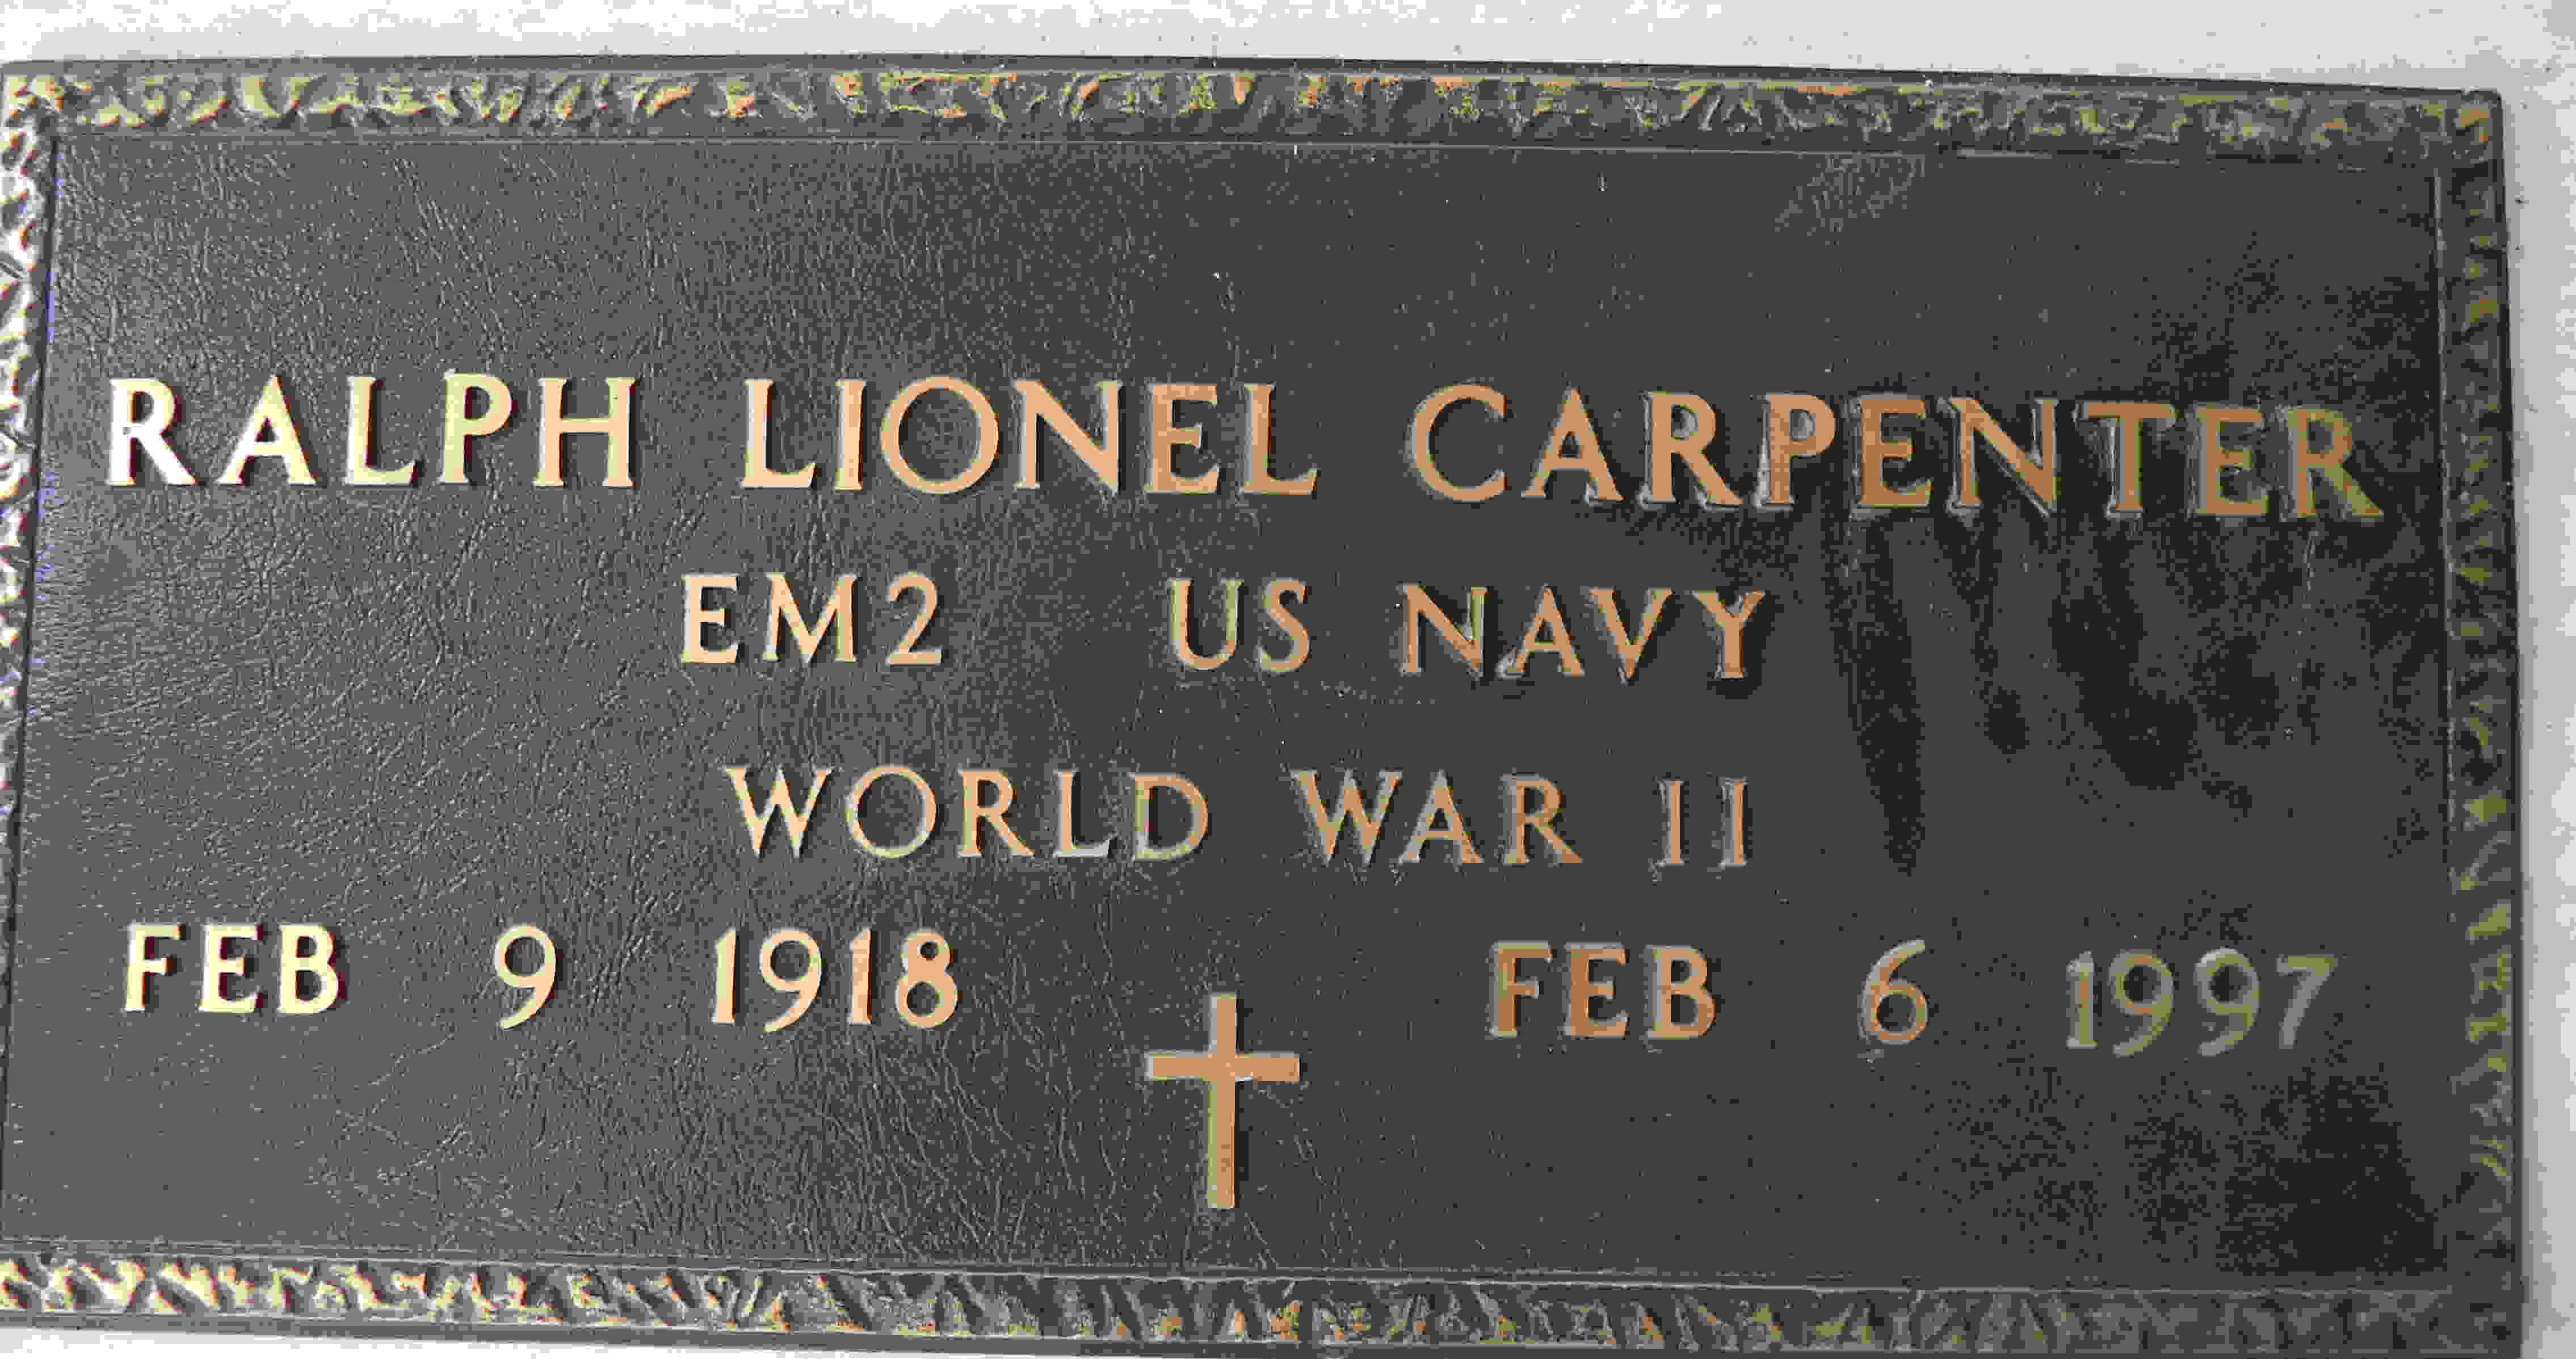 RALPH LIONEL CARPENTER
EM2 US NAVY
WORLD WAR II
FEB 9 1918 FEB 6 1997